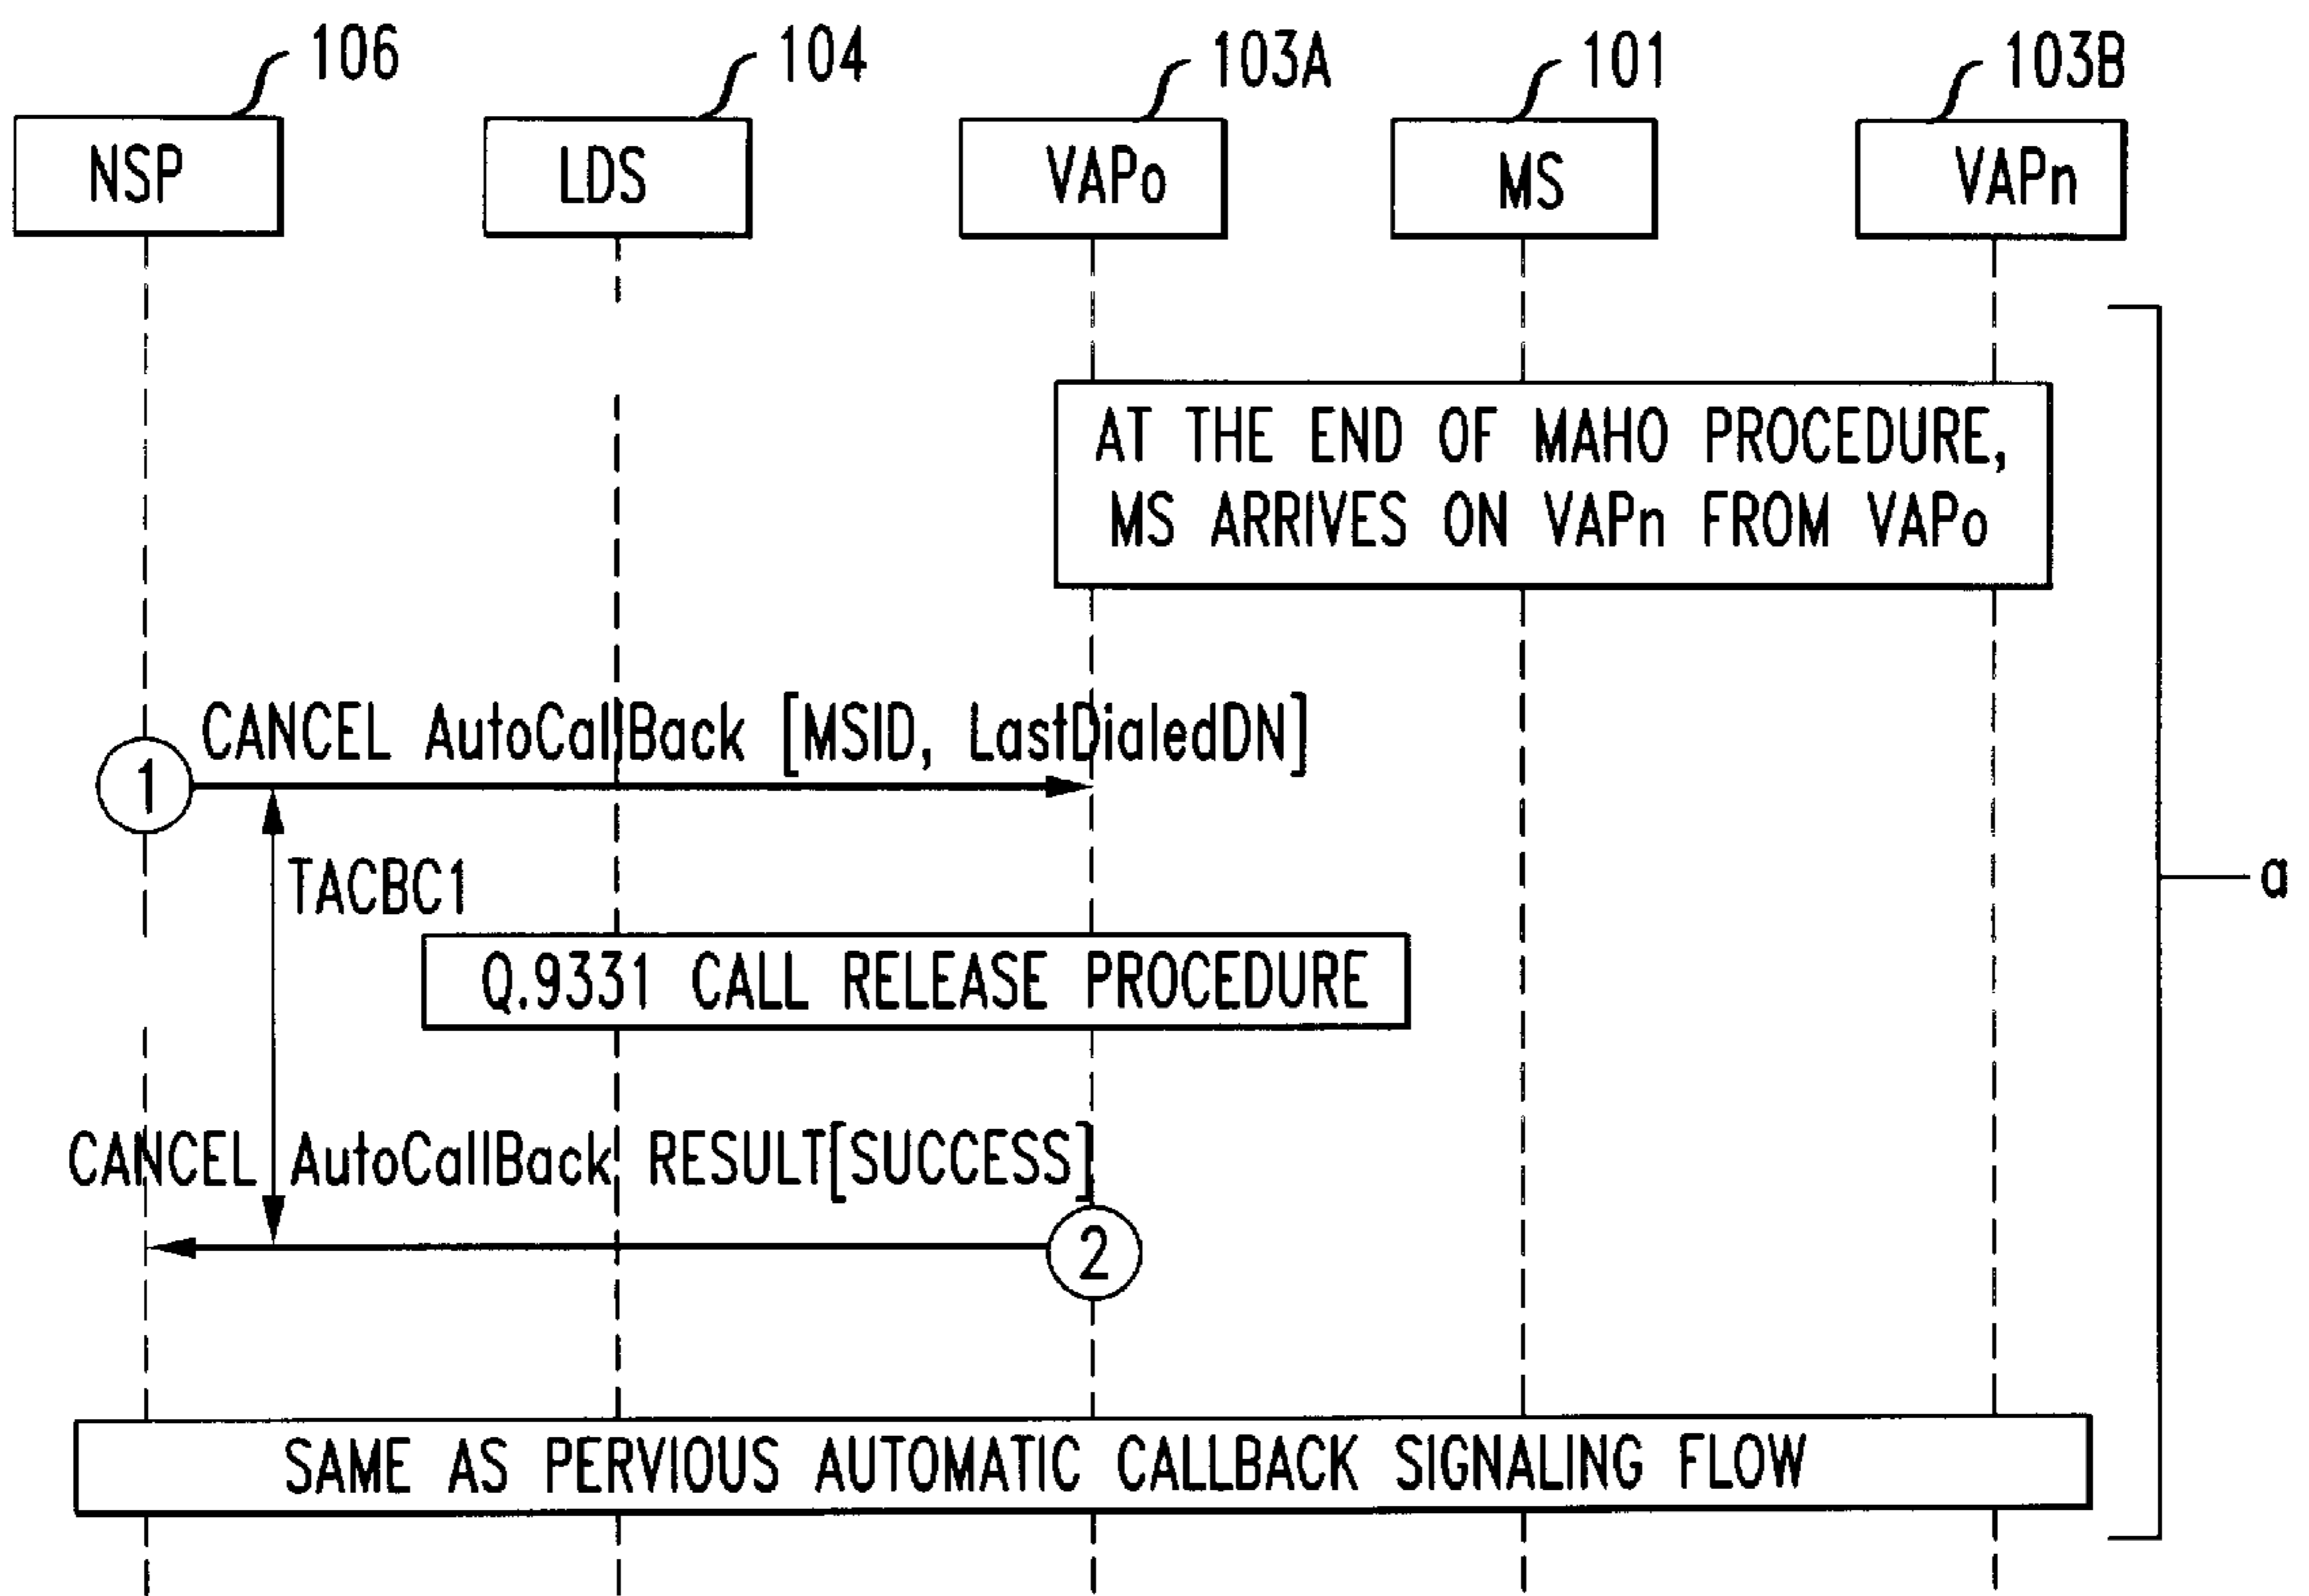 106
104
103A
101
103B
NSP
LDS
VAPo
MS
VAPn
AT THE END OF MAHO PROCEDURE,
MS ARRIVES ON VAPn FROM VAPo
CANCEL AutoCallBack [MSID, LastDialedDN]
1
TACBC1
a
Q.9331 CALL RELEASE PROCEDURE
CANCEL AutoCallBack RESULT[SUCCESS]
2
SAME AS PERVIOUS AUTOMATIC CALLBACK SIGNALING FLOW